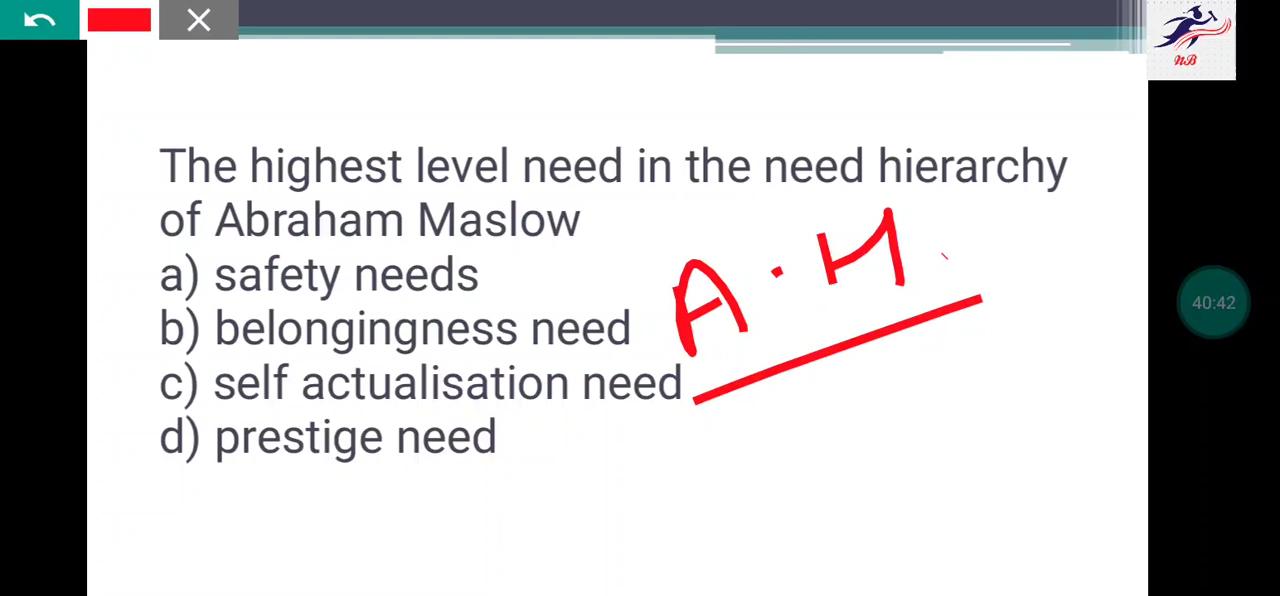 The highest level need in the need hierarchy
of Abraham Maslow
a) safety needs
b) belongingness need
c) self actualisation need
d) prestige need
A. M
40:42
NB